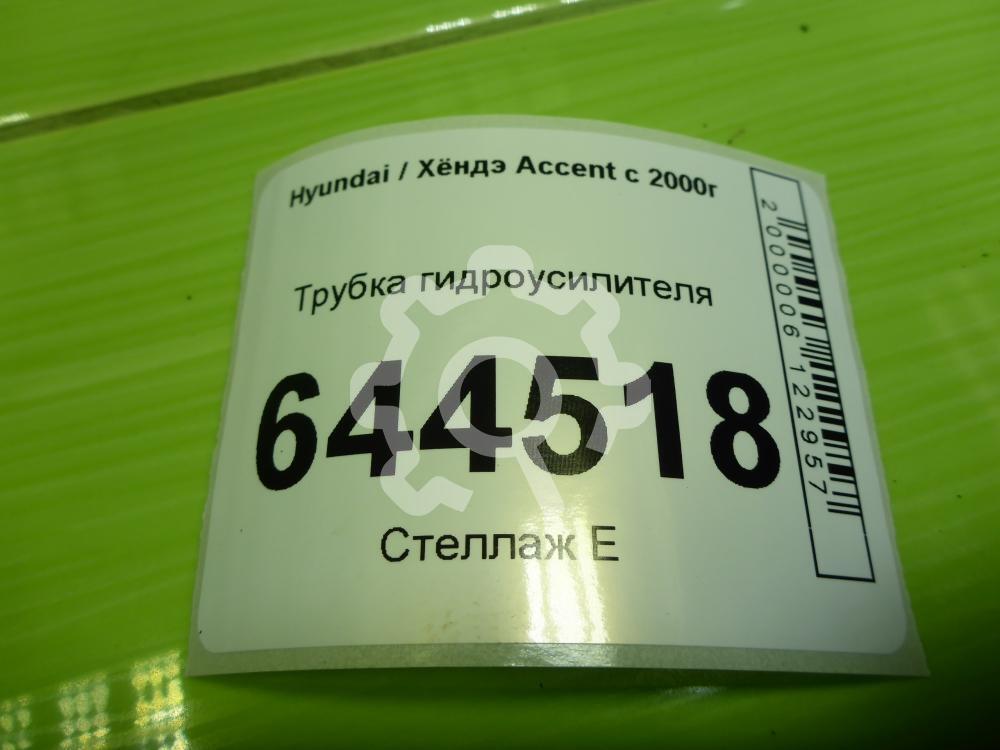 Hyundai / Хёндэ Accent с 2000г
Трубка гидроусилителя
644518
Стеллаж Е
2000006122957